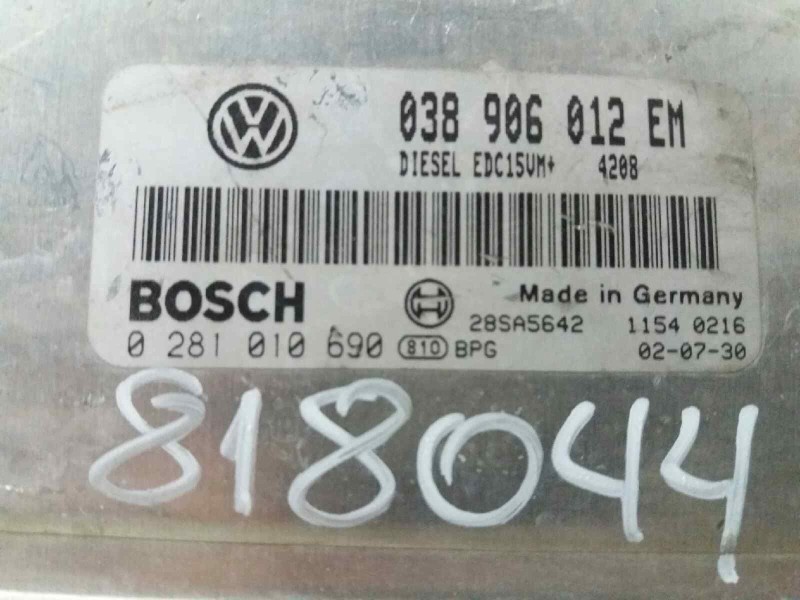 VW
038 906 012 EM
DIESEL EDC15VM+ 4208
BOSCH
Made in Germany
28SA5642 1154 0216
0 281 010 690 810 BPG 02-07-30
818044